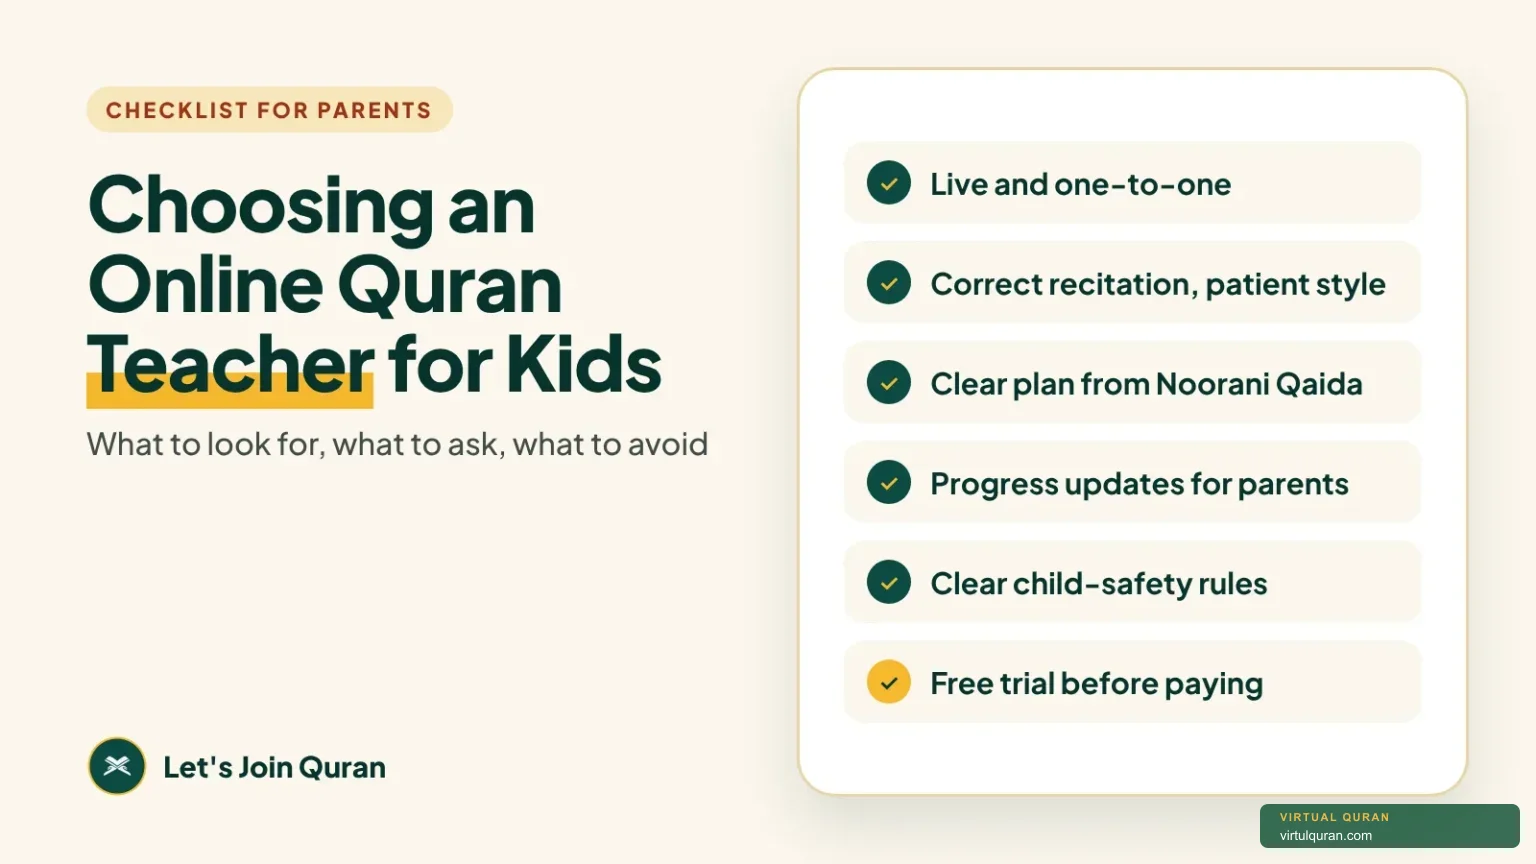 CHECKLIST FOR PARENTS
Choosing an
Online Quran
Teacher for Kids
What to look for, what to ask, what to avoid
Let's Join Quran
Live and one-to-one
Correct recitation, patient style
Clear plan from Noorani Qaida
Progress updates for parents
Clear child-safety rules
Free trial before paying
VIRTUAL QURAN
virtulquran.com